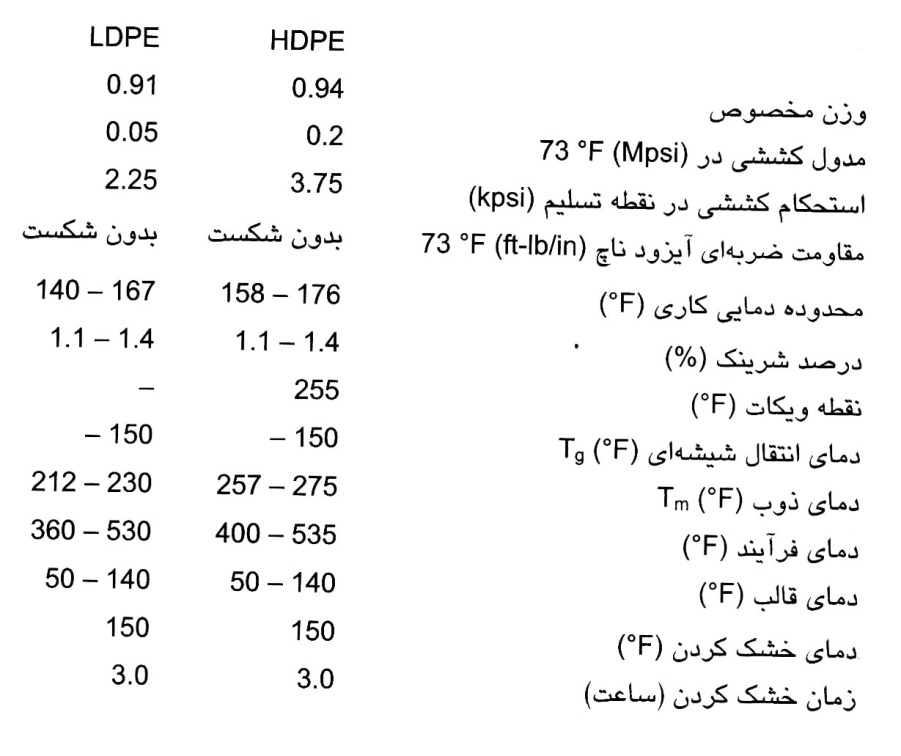 HDPE LDPE
وزن مخصوص 0.94 0.91
مدول کششی در 73 °F (Mpsi) 0.2 0.05
استحکام کششی در نقطه تسلیم (kpsi) 3.75 2.25
مقاومت ضربه‌ای آیزود ناچ 73 °F (ft-lb/in) بدون شکست بدون شکست
محدوده دمایی کاری (°F) 158 – 176 140 – 167
درصد شرینک (%) 1.1 – 1.4 1.1 – 1.4
نقطه ویکات (°F) 255 –
دمای انتقال شیشه‌ای Tg (°F) – 150 – 150
دمای ذوب Tm (°F) 257 – 275 212 – 230
دمای فرآیند (°F) 400 – 535 360 – 530
دمای قالب (°F) 50 – 140 50 – 140
دمای خشک کردن (°F) 150 150
زمان خشک کردن (ساعت) 3.0 3.0